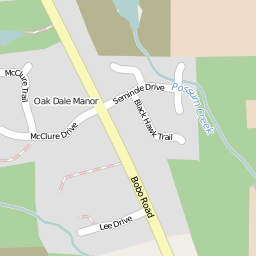 McClure Trail
Seminole Drive
Possum Creek
Oak Dale Manor
Black Hawk Trail
McClure Drive
Bobo Road
Lee Drive